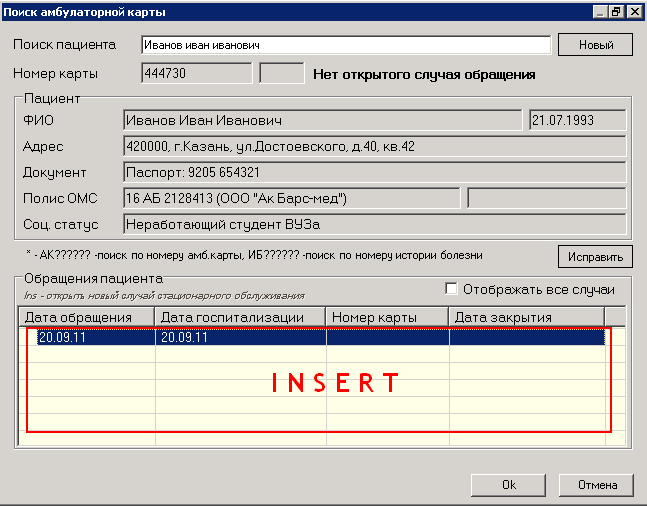 Поиск амбулаторной карты
Поиск пациента Иванов иван иванович Новый
Номер карты 444730 Нет открытого случая обращения
Пациент
ФИО Иванов Иван Иванович 21.07.1993
Адрес 420000, г.Казань, ул.Достоевского, д.40, кв.42
Документ Паспорт: 9205 654321
Полис ОМС 16 АБ 2128413 (ООО "Ак Барс-мед")
Соц. статус Неработающий студент ВУЗа
* - АК?????? -поиск по номеру амб.карты, ИБ?????? -поиск по номеру истории болезни Исправить
Обращения пациента
Ins - открыть новый случай стационарного обслуживания Отображать все случаи
Дата обращения Дата госпитализации Номер карты Дата закрытия
20.09.11 20.09.11
INSERT
Ok Отмена